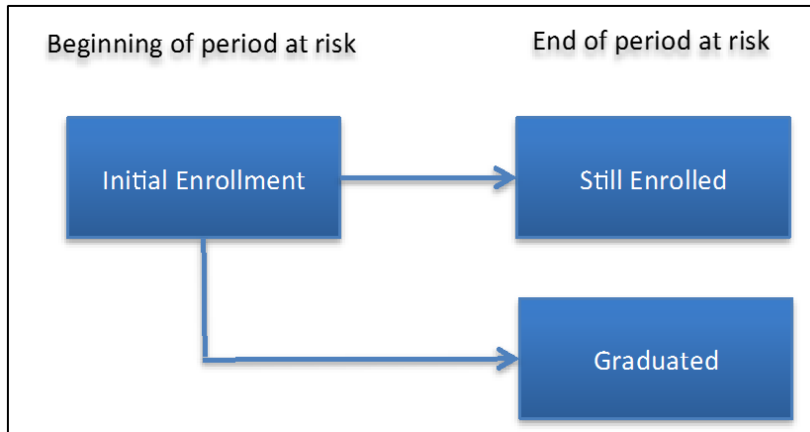 Beginning of period at risk
End of period at risk
Initial Enrollment
Still Enrolled
Graduated